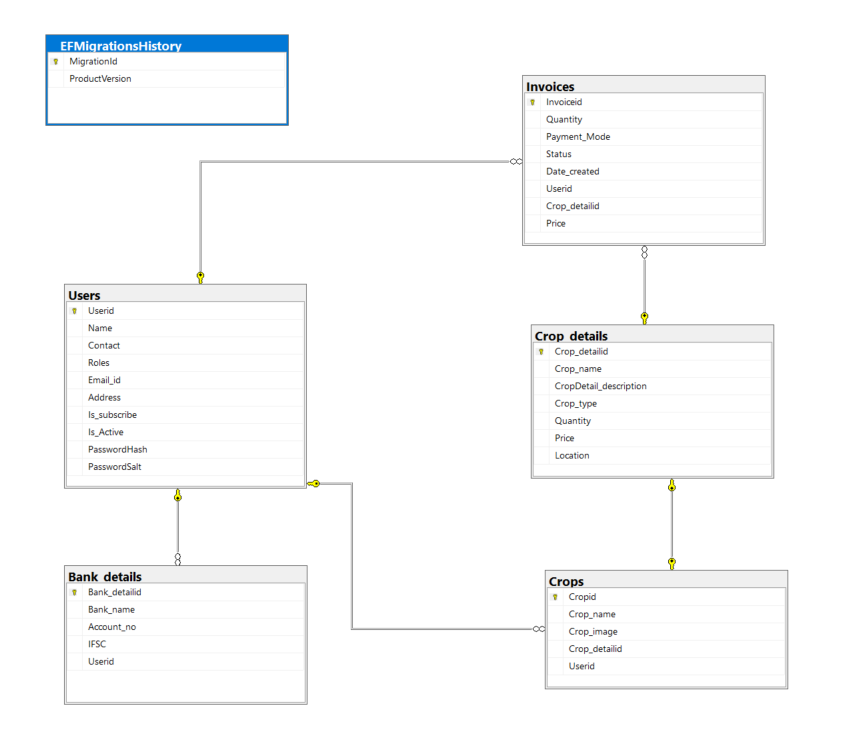 EFMigrationsHistory
MigrationId
ProductVersion
Invoices
Invoiceid
Quantity
Payment_Mode
Status
Date_created
Userid
Crop_detailid
Price
Users
Userid
Name
Contact
Roles
Email_id
Address
Is_subscribe
Is_Active
PasswordHash
PasswordSalt
Crop_details
Crop_detailid
Crop_name
CropDetail_description
Crop_type
Quantity
Price
Location
Bank_details
Bank_detailid
Bank_name
Account_no
IFSC
Userid
Crops
Cropid
Crop_name
Crop_image
Crop_detailid
Userid